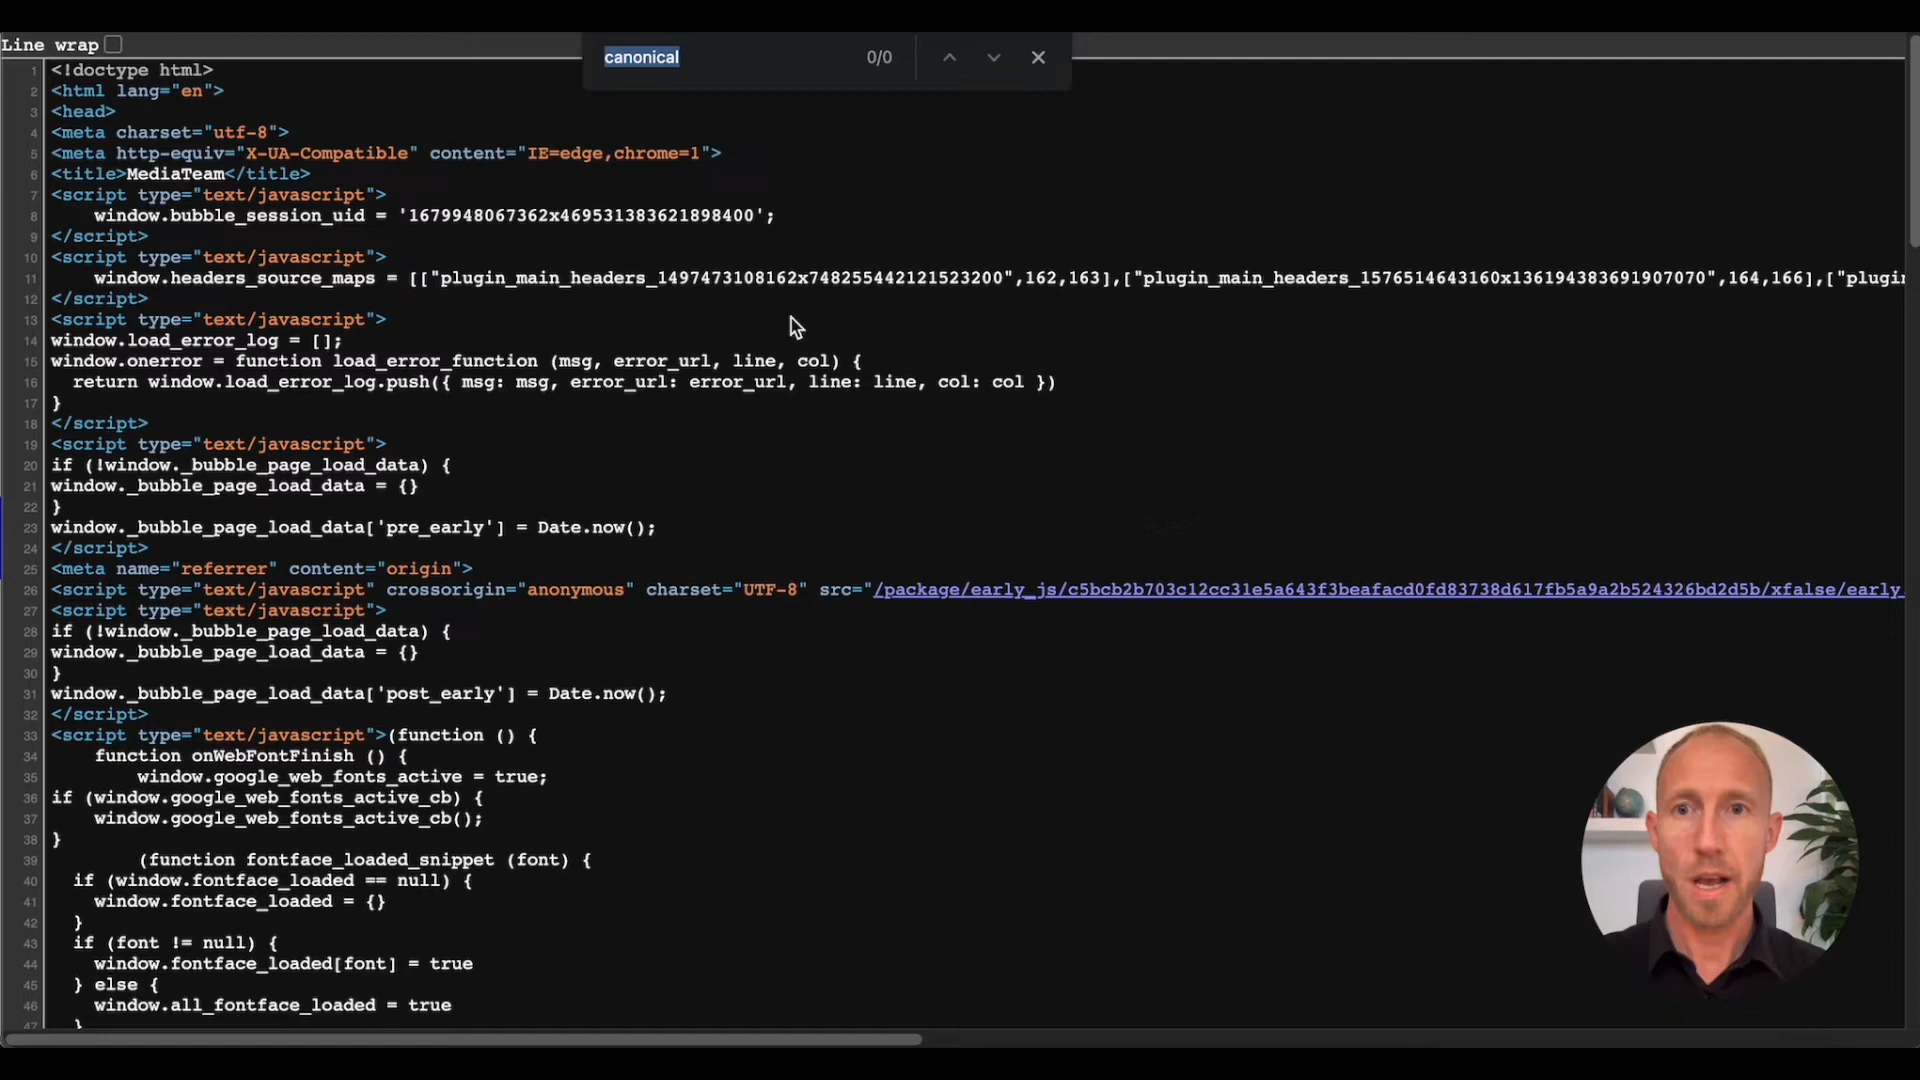 Line wrap
canonical 0/0
1 <!doctype html>
2 <html lang="en">
3 <head>
4 <meta charset="utf-8">
5 <meta http-equiv="X-UA-Compatible" content="IE=edge,chrome=1">
6 <title>MediaTeam</title>
7 <script type="text/javascript">
8 window.bubble_session_uid = '1679948067362x469531383621898400';
9 </script>
10 <script type="text/javascript">
11 window.headers_source_maps = [["plugin_main_headers_1497473108162x748255442121523200",162,163],["plugin_main_headers_1576514643160x136194383691907070",164,166],["plugin
12 </script>
13 <script type="text/javascript">
14 window.load_error_log = [];
15 window.onerror = function load_error_function (msg, error_url, line, col) {
16 return window.load_error_log.push({ msg: msg, error_url: error_url, line: line, col: col })
17 }
18 </script>
19 <script type="text/javascript">
20 if (!window._bubble_page_load_data) {
21 window._bubble_page_load_data = {}
22 }
23 window._bubble_page_load_data['pre_early'] = Date.now();
24 </script>
25 <meta name="referrer" content="origin">
26 <script type="text/javascript" crossorigin="anonymous" charset="UTF-8" src="/package/early_js/c5bcb2b703c12cc31e5a643f3beafacd0fd83738d617fb5a9a2b524326bd2d5b/xfalse/early
27 <script type="text/javascript">
28 if (!window._bubble_page_load_data) {
29 window._bubble_page_load_data = {}
30 }
31 window._bubble_page_load_data['post_early'] = Date.now();
32 </script>
33 <script type="text/javascript">(function () {
34 function onWebFontFinish () {
35 window.google_web_fonts_active = true;
36 if (window.google_web_fonts_active_cb) {
37 window.google_web_fonts_active_cb();
38 }
39 (function fontface_loaded_snippet (font) {
40 if (window.fontface_loaded == null) {
41 window.fontface_loaded = {}
42 }
43 if (font != null) {
44 window.fontface_loaded[font] = true
45 } else {
46 window.all_fontface_loaded = true
47 }